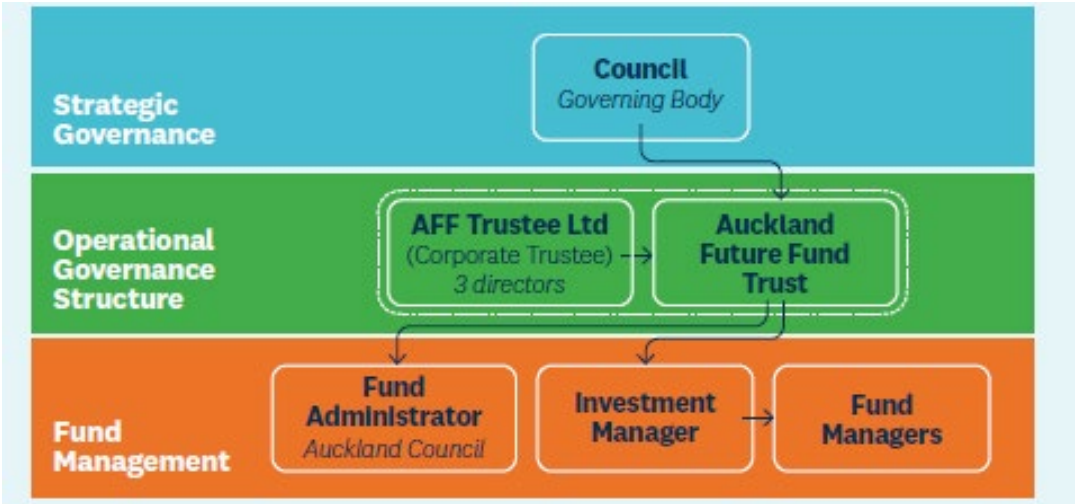 Strategic
Governance
Council
Governing Body
Operational
Governance
Structure
AFF Trustee Ltd
(Corporate Trustee)
3 directors
Auckland
Future Fund
Trust
Fund
Management
Fund
Administrator
Auckland Council
Investment
Manager
Fund
Managers